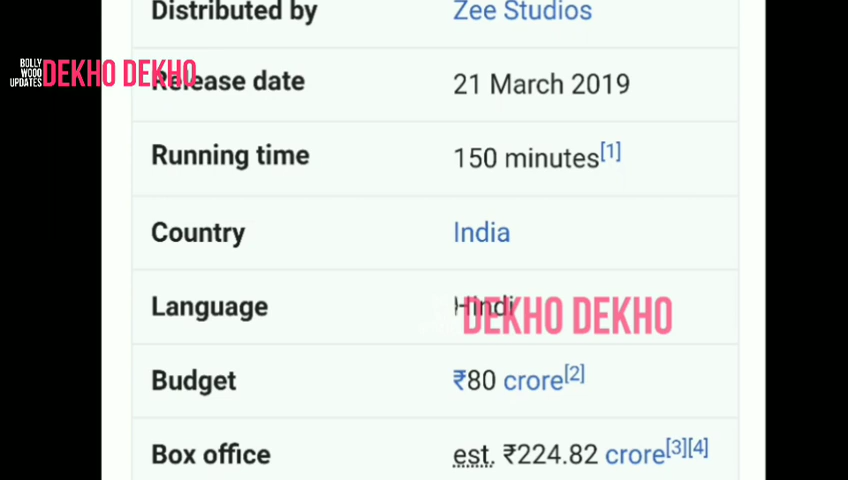 Distributed by Zee Studios
BOLLY
WOOD
UPDATES
DEKHO DEKHO
Release date 21 March 2019
Running time 150 minutes[1]
Country India
Language Hindi
DEKHO DEKHO
Budget ₹80 crore[2]
Box office est. ₹224.82 crore[3][4]